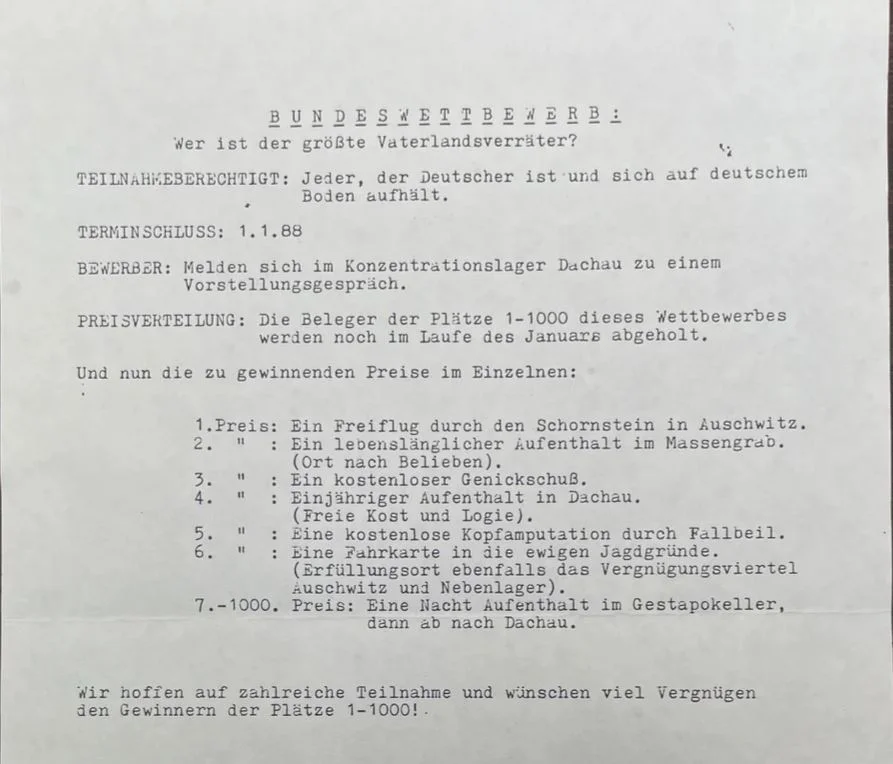 BUNDESWETTBEWERB:
Wer ist der größte Vaterlandsverräter?
TEILNAHMEBERECHTIGT: Jeder, der Deutscher ist und sich auf deutschem
Boden aufhält.
TERMINSCHLUSS: 1.1.88
BEWERBER: Melden sich im Konzentrationslager Dachau zu einem
Vorstellungsgespräch.
PREISVERTEILUNG: Die Beleger der Plätze 1-1000 dieses Wettbewerbes
werden noch im Laufe des Januars abgeholt.
Und nun die zu gewinnenden Preise im Einzelnen:
1.Preis: Ein Freiflug durch den Schornstein in Auschwitz.
2. " : Ein lebenslänglicher Aufenthalt im Massengrab.
(Ort nach Belieben).
3. " : Ein kostenloser Genickschuß.
4. " : Einjähriger Aufenthalt in Dachau.
(Freie Kost und Logie).
5. " : Eine kostenlose Kopfamputation durch Fallbeil.
6. " : Eine Fahrkarte in die ewigen Jagdgründe.
(Erfüllungsort ebenfalls das Vergnügungsviertel
Auschwitz und Nebenlager).
7.-1000. Preis: Eine Nacht Aufenthalt im Gestapokeller,
dann ab nach Dachau.
Wir hoffen auf zahlreiche Teilnahme und wünschen viel Vergnügen
den Gewinnern der Plätze 1-1000!